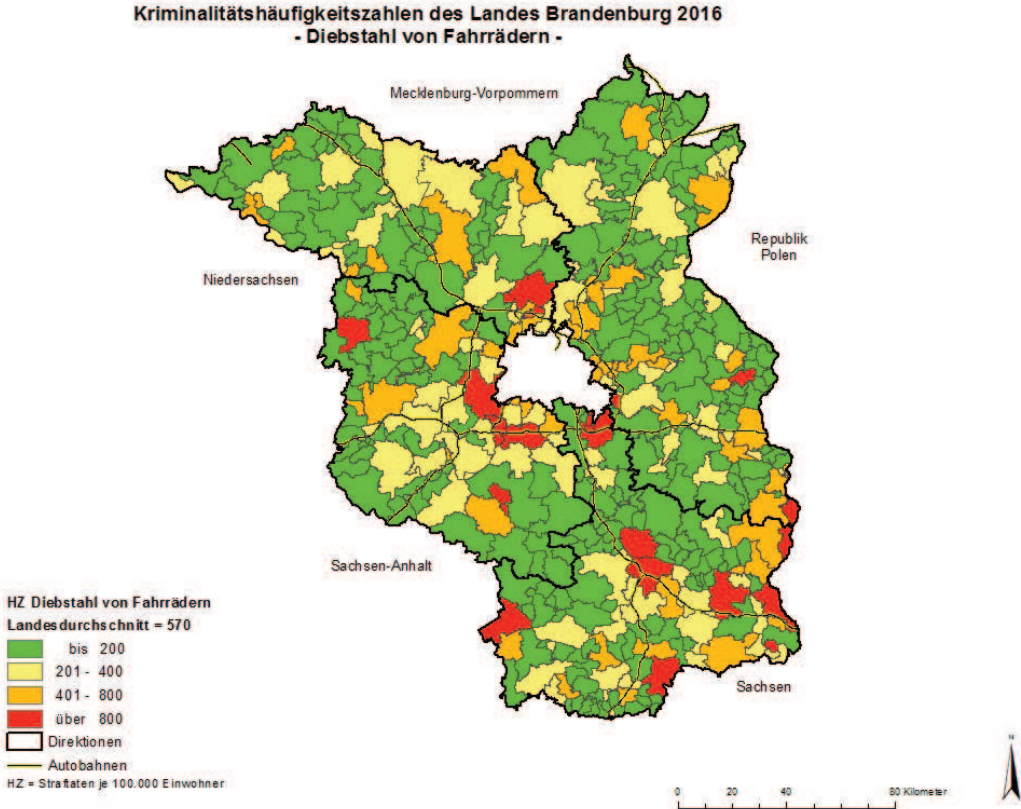 Kriminalitätshäufigkeitszahlen des Landes Brandenburg 2016
- Diebstahl von Fahrrädern -
Mecklenburg-Vorpommern
Republik
Polen
Niedersachsen
Sachsen-Anhalt
Sachsen
HZ Diebstahl von Fahrrädern
Landesdurchschnitt = 570
bis 200
201 - 400
401 - 800
über 800
Direktionen
Autobahnen
HZ = Straftaten je 100.000 Einwohner
N
0 20 40 80 Kilometer